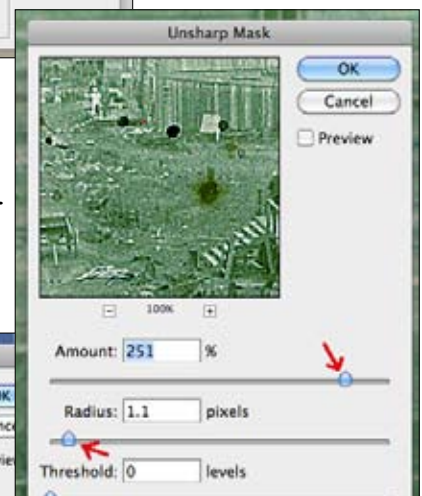 Unsharp Mask
OK
Cancel
Preview
100%
Amount: 251 %
Radius: 1.1 pixels
Threshold: 0 levels